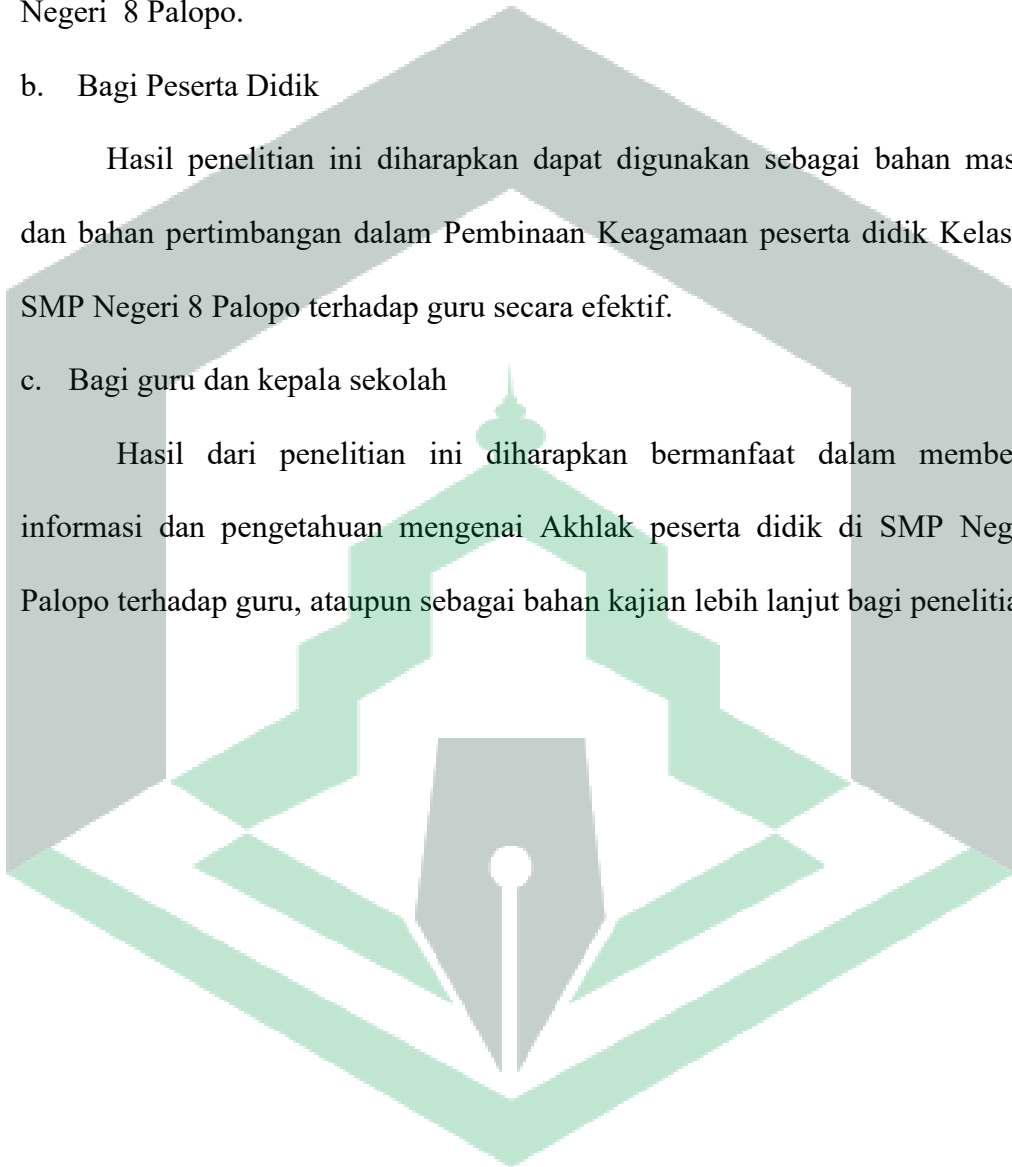 Negeri 8 Palopo.
b. Bagi Peserta Didik
Hasil penelitian ini diharapkan dapat digunakan sebagai bahan mas
dan bahan pertimbangan dalam Pembinaan Keagamaan peserta didik Kelas
SMP Negeri 8 Palopo terhadap guru secara efektif.
c. Bagi guru dan kepala sekolah
Hasil dari penelitian ini diharapkan bermanfaat dalam membe
informasi dan pengetahuan mengenai Akhlak peserta didik di SMP Neg
Palopo terhadap guru, ataupun sebagai bahan kajian lebih lanjut bagi penelitia